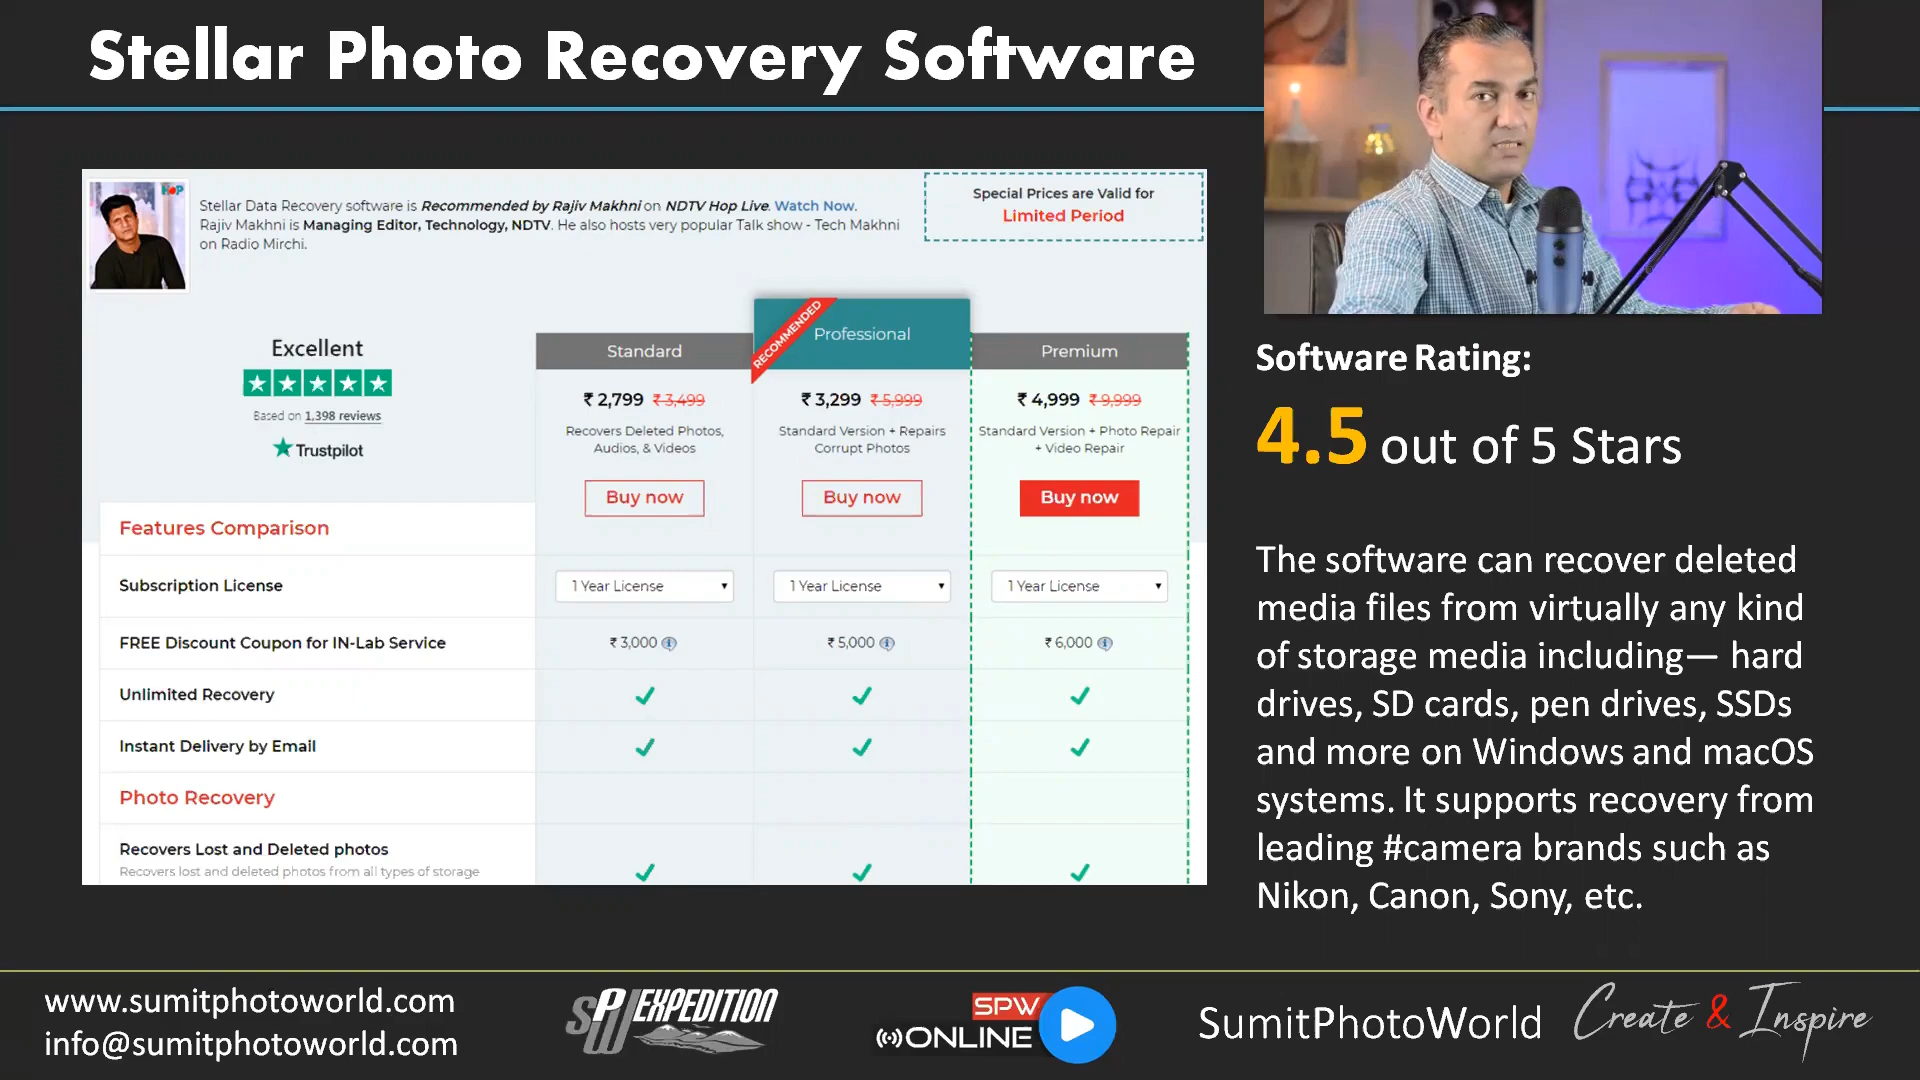 Stellar Photo Recovery Software
HOP
Stellar Data Recovery software is Recommended by Rajiv Makhni on NDTV Hop Live. Watch Now.
Rajiv Makhni is Managing Editor, Technology, NDTV. He also hosts very popular Talk show - Tech Makhni
on Radio Mirchi.
Special Prices are Valid for
Limited Period
Excellent
Based on 1,398 reviews
Trustpilot
Standard
RECOMMENDED
Professional
Premium
₹ 2,799 ₹ 3,499
₹ 3,299 ₹ 5,999
₹ 4,999 ₹ 9,999
Recovers Deleted Photos,
Audios, & Videos
Standard Version + Repairs
Corrupt Photos
Standard Version + Photo Repair
+ Video Repair
Buy now
Buy now
Buy now
Features Comparison
Subscription License
1 Year License
1 Year License
1 Year License
FREE Discount Coupon for IN-Lab Service
₹ 3,000
₹ 5,000
₹ 6,000
Unlimited Recovery
Instant Delivery by Email
Photo Recovery
Recovers Lost and Deleted photos
Recovers lost and deleted photos from all types of storage
Software Rating:
4.5 out of 5 Stars
The software can recover deleted
media files from virtually any kind
of storage media including— hard
drives, SD cards, pen drives, SSDs
and more on Windows and macOS
systems. It supports recovery from
leading #camera brands such as
Nikon, Canon, Sony, etc.
www.sumitphotoworld.com
info@sumitphotoworld.com
SPW EXPEDITION
SPW
ONLINE
SumitPhotoWorld
Create & Inspire